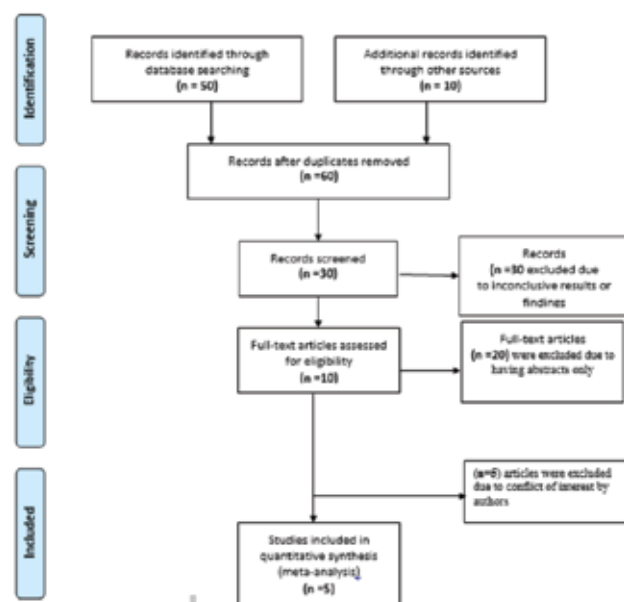 Identification
Records identified through
database searching
(n = 50)
Additional records identified
through other sources
(n = 10)
Records after duplicates removed
(n =60)
Screening
Records screened
(n =30)
Records
(n =30 excluded due
to inconclusive results or
findings
Eligibility
Full-text articles assessed
for eligibility
(n =10)
Full-text articles
(n =20) were excluded due to
having abstracts only
(n=6) articles were excluded
due to conflict of interest by
authors
Included
Studies included in
quantitative synthesis
(meta-analysis)
(n =5)